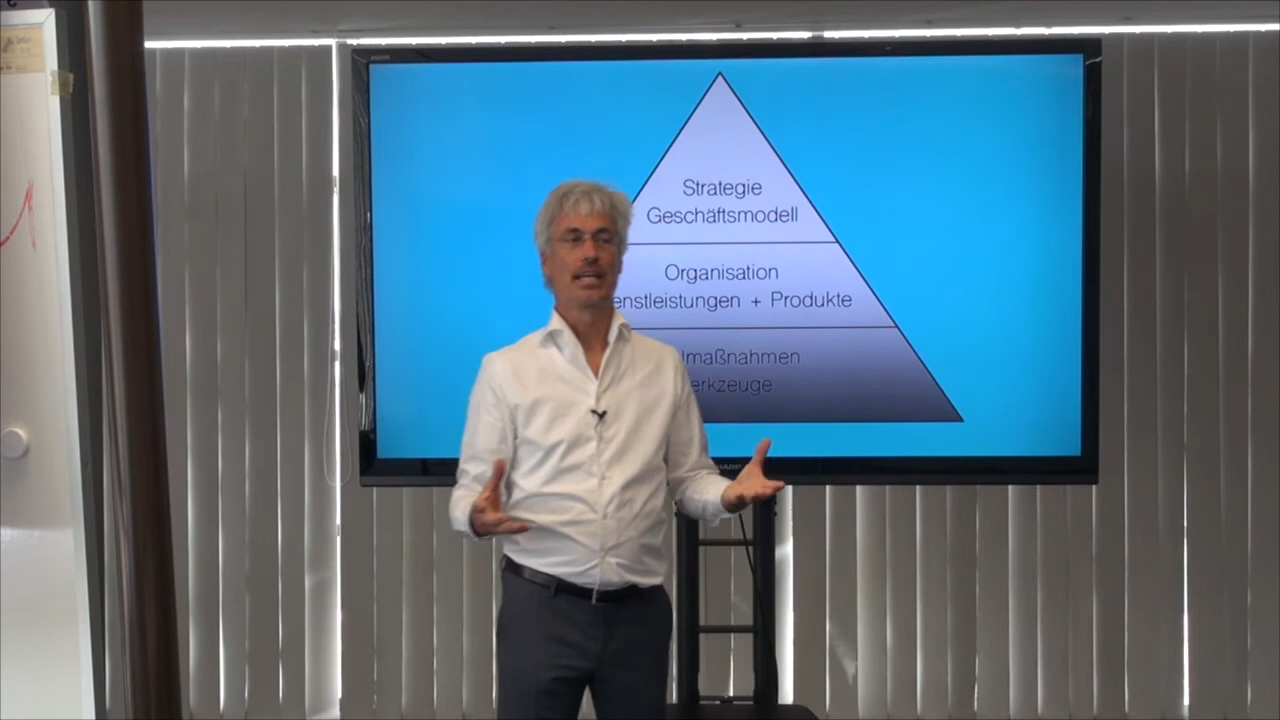 Strategie
Geschäftsmodell
Organisation
enstleistungen + Produkte
lmaßnahmen
erkzeuge